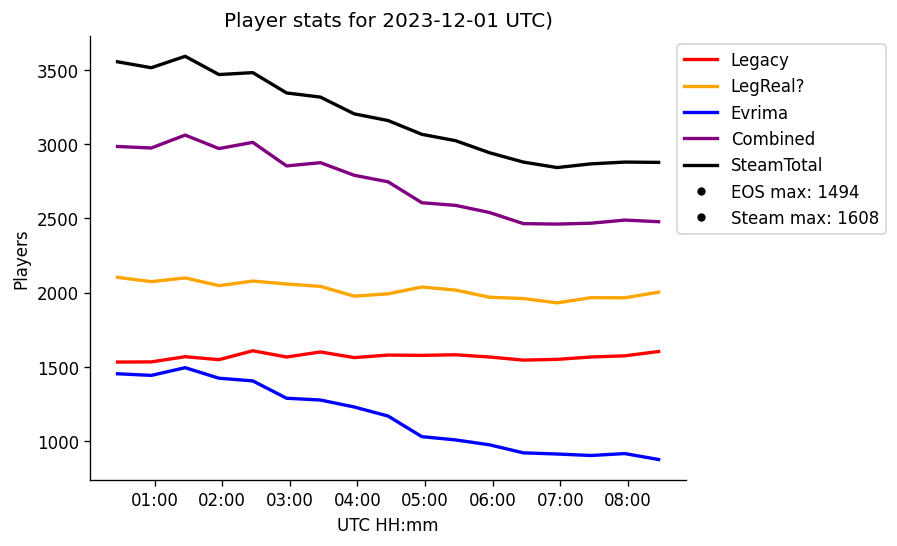 Player stats for 2023-12-01 UTC)
Legacy
LegReal?
Evrima
Combined
SteamTotal
EOS max: 1494
Steam max: 1608
3500
3000
2500
2000
1500
1000
Players
01:00 02:00 03:00 04:00 05:00 06:00 07:00 08:00
UTC HH:mm